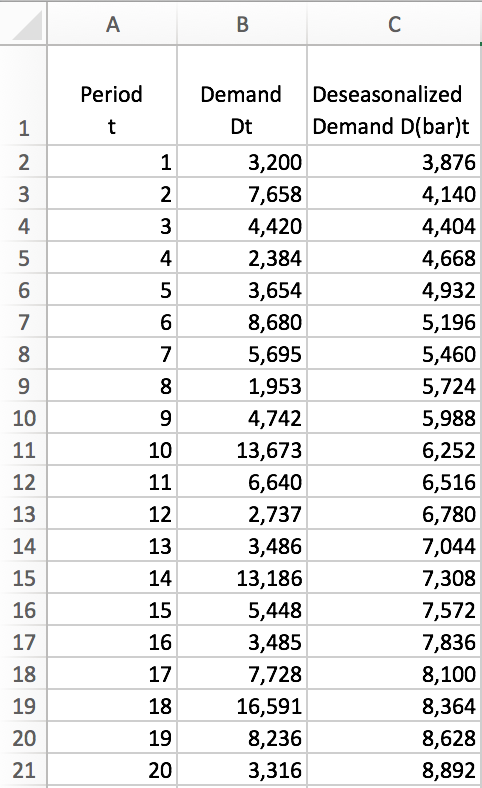 A B C
1 Period t Demand Dt Deseasonalized Demand D(bar)t
2 1 3,200 3,876
3 2 7,658 4,140
4 3 4,420 4,404
5 4 2,384 4,668
6 5 3,654 4,932
7 6 8,680 5,196
8 7 5,695 5,460
9 8 1,953 5,724
10 9 4,742 5,988
11 10 13,673 6,252
12 11 6,640 6,516
13 12 2,737 6,780
14 13 3,486 7,044
15 14 13,186 7,308
16 15 5,448 7,572
17 16 3,485 7,836
18 17 7,728 8,100
19 18 16,591 8,364
20 19 8,236 8,628
21 20 3,316 8,892